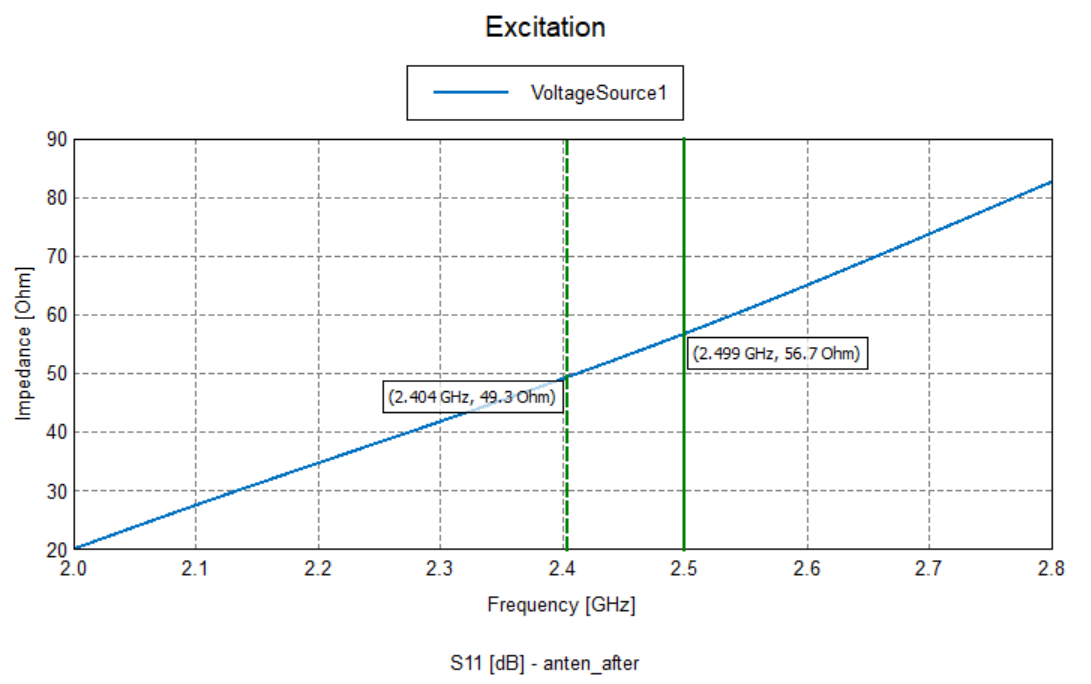 Excitation
VoltageSource1
90
80
70
60
50
40
30
20
Impedance [Ohm]
(2.404 GHz, 49.3 Ohm)
(2.499 GHz, 56.7 Ohm)
2.0 2.1 2.2 2.3 2.4 2.5 2.6 2.7 2.8
Frequency [GHz]
S11 [dB] - anten_after